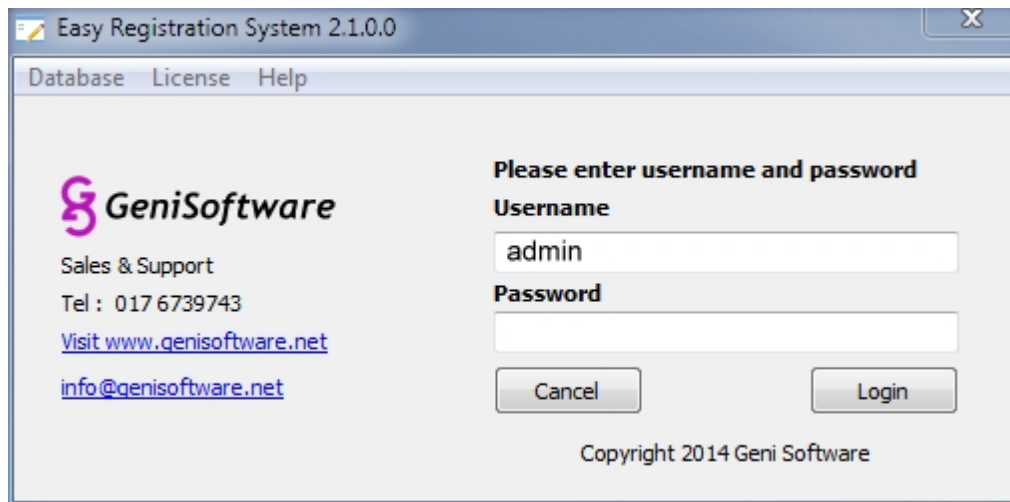 Easy Registration System 2.1.0.0
Database License Help
GeniSoftware
Sales & Support
Tel : 017 6739743
Visit www.genisoftware.net
info@genisoftware.net
Please enter username and password
Username
admin
Password
Cancel Login
Copyright 2014 Geni Software